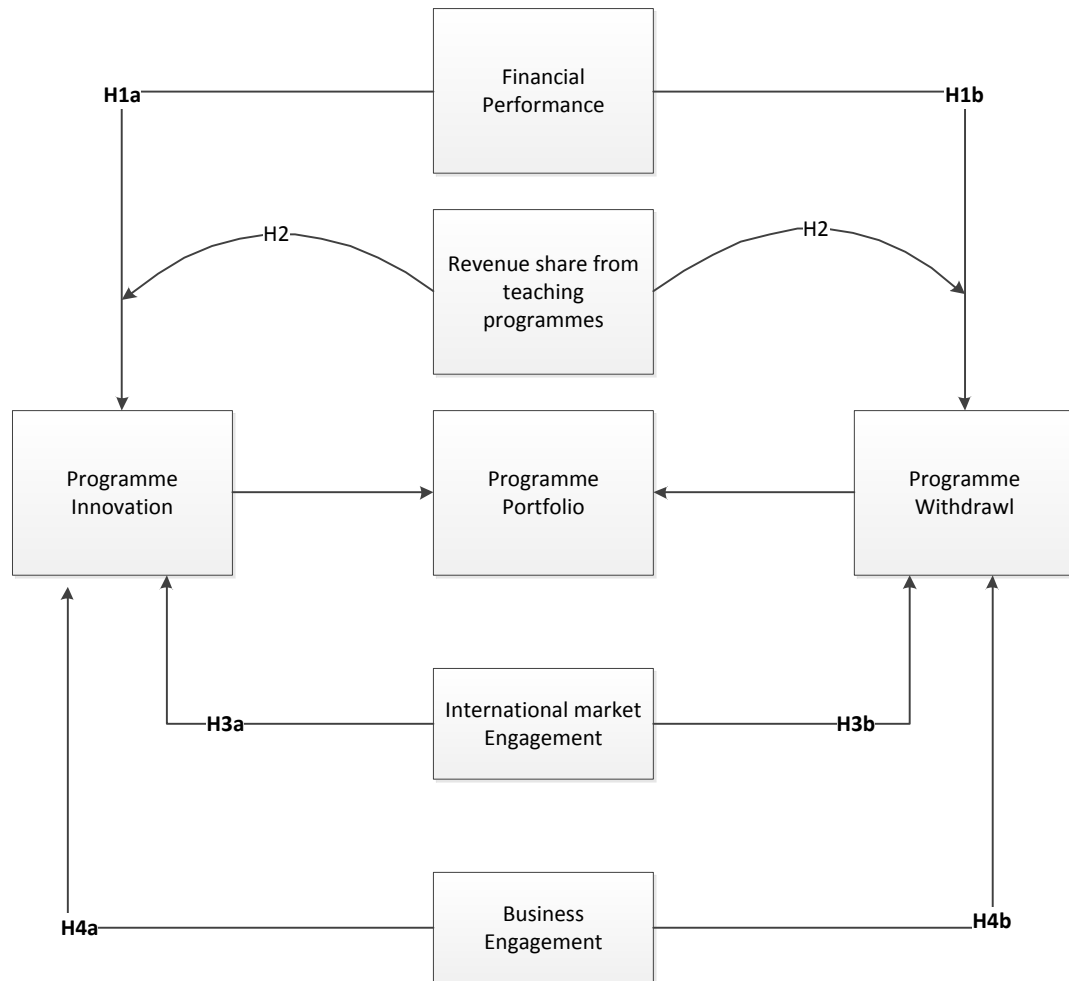 Financial
Performance
H1a
H1b
H2
H2
Revenue share from
teaching
programmes
Programme
Innovation
Programme
Portfolio
Programme
Withdrawl
International market
Engagement
H3a
H3b
Business
Engagement
H4a
H4b